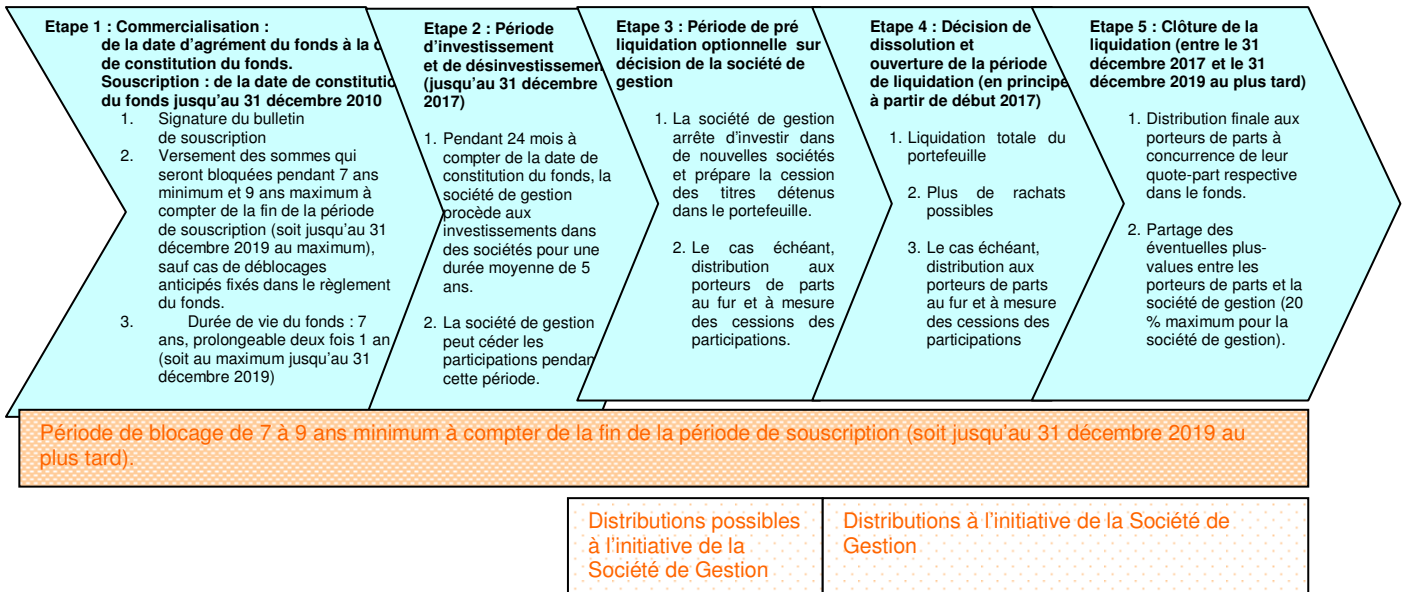 Etape 1 : Commercialisation :
de la date d’agrément du fonds à la
de constitution du fonds.
Souscription : de la date de constitutio
du fonds jusqu’au 31 décembre 2010
1. Signature du bulletin
de souscription
2. Versement des sommes qui
seront bloquées pendant 7 ans
minimum et 9 ans maximum à
compter de la fin de la période
de souscription (soit jusqu’au 31
décembre 2019 au maximum),
sauf cas de déblocages
anticipés fixés dans le règlement
du fonds.
3. Durée de vie du fonds : 7
ans, prolongeable deux fois 1 an
(soit au maximum jusqu’au 31
décembre 2019)
Etape 2 : Période
d’investissement
et de désinvestissemen
(jusqu’au 31 décembre
2017)
1. Pendant 24 mois à
compter de la date de
constitution du fonds, la
société de gestion
procède aux
investissements dans
des sociétés pour une
durée moyenne de 5
ans.
2. La société de gestion
peut céder les
participations pendan
cette période.
Etape 3 : Période de pré
liquidation optionnelle sur
décision de la société de
gestion
1. La société de gestion
arrête d’investir dans
de nouvelles sociétés
et prépare la cession
des titres détenus
dans le portefeuille.
2. Le cas échéant,
distribution aux
porteurs de parts
au fur et à mesure
des cessions des
participations.
Etape 4 : Décision de
dissolution et
ouverture de la période
de liquidation (en principe
à partir de début 2017)
1. Liquidation totale du
portefeuille
2. Plus de rachats
possibles
3. Le cas échéant,
distribution aux
porteurs de parts
au fur et à mesure
des cessions des
participations
Etape 5 : Clôture de la
liquidation (entre le 31
décembre 2017 et le 31
décembre 2019 au plus tard)
1. Distribution finale aux
porteurs de parts à
concurrence de leur
quote-part respective
dans le fonds.
2. Partage des
éventuelles plus-
values entre les
porteurs de parts et la
société de gestion (20
% maximum pour la
société de gestion).
Période de blocage de 7 à 9 ans minimum à compter de la fin de la période de souscription (soit jusqu’au 31 décembre 2019 au
plus tard).
Distributions possibles
à l’initiative de la
Société de Gestion
Distributions à l’initiative de la Société de
Gestion